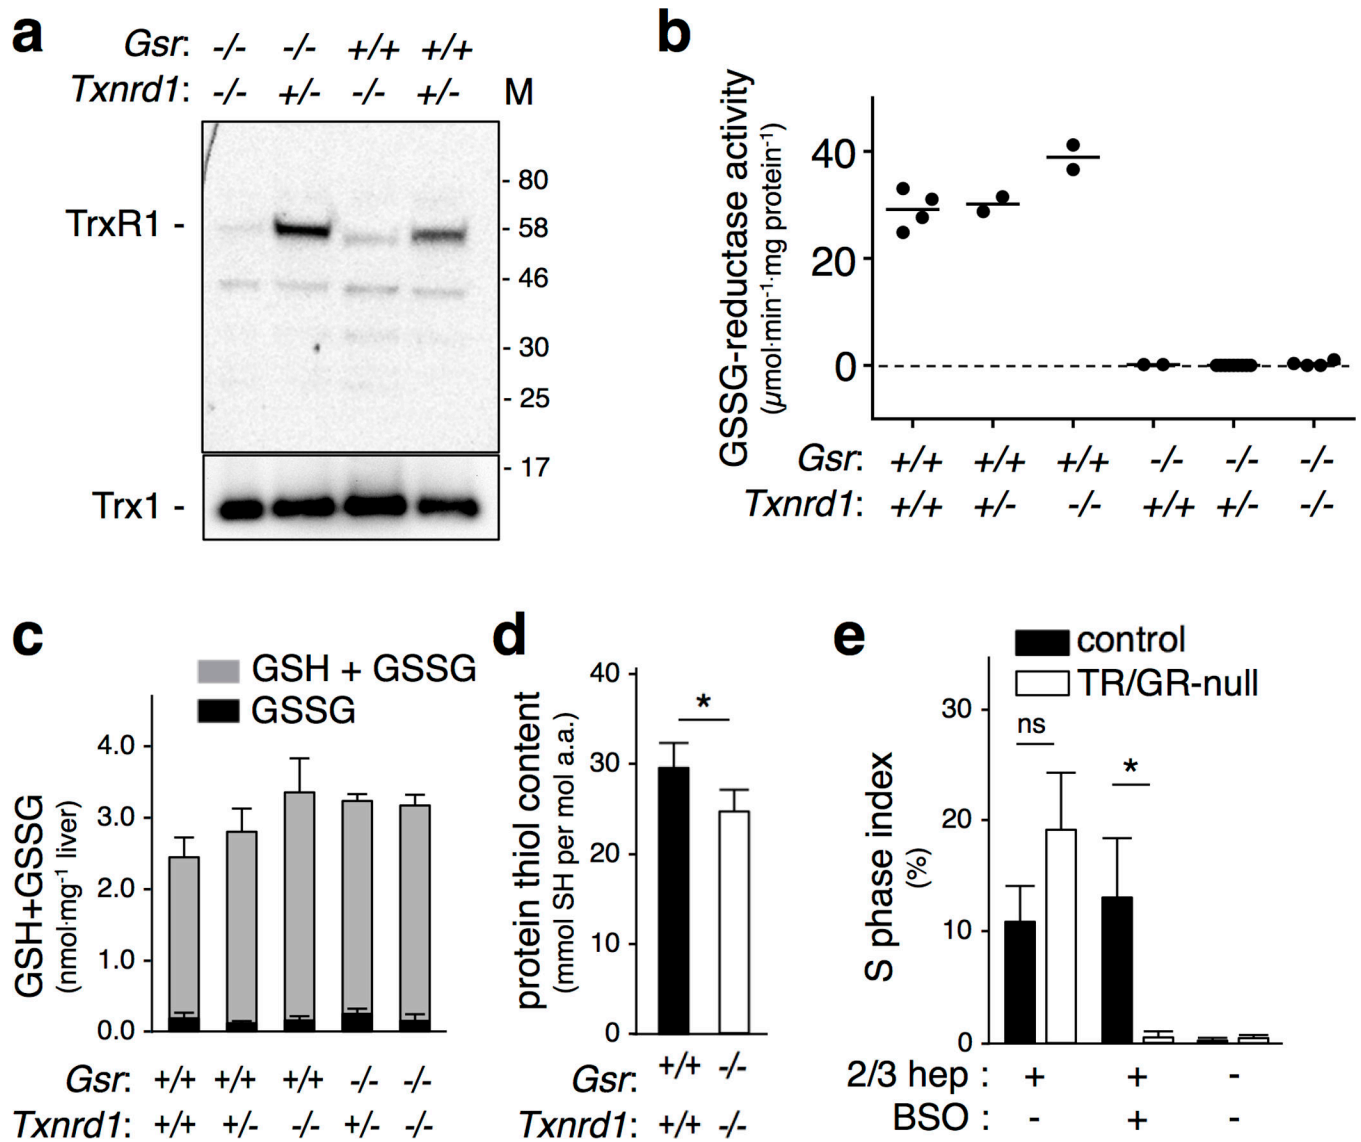 a
Gsr: -/- -/- +/+ +/+
Txnrd1: -/- +/- -/- +/- M
TrxR1 -
- 80
- 58
- 46
- 30
- 25
- 17
Trx1 -
b
GSSG-reductase activity
(µmol·min⁻¹·mg protein⁻¹)
40
20
0
Gsr: +/+ +/+ +/+ -/- -/- -/-
Txnrd1: +/+ +/- -/- +/+ +/- -/-
c
GSH + GSSG
GSSG
GSH+GSSG
(nmol·mg⁻¹ liver)
4.0
3.0
2.0
1.0
0.0
Gsr: +/+ +/+ +/+ -/- -/-
Txnrd1: +/+ +/- -/- +/- -/-
d
protein thiol content
(mmol SH per mol a.a.)
40
30
20
10
0
*
Gsr: +/+ -/-
Txnrd1: +/+ -/-
e
control
TR/GR-null
S phase index
(%)
30
20
10
0
ns
*
2/3 hep : + + -
BSO : - + -